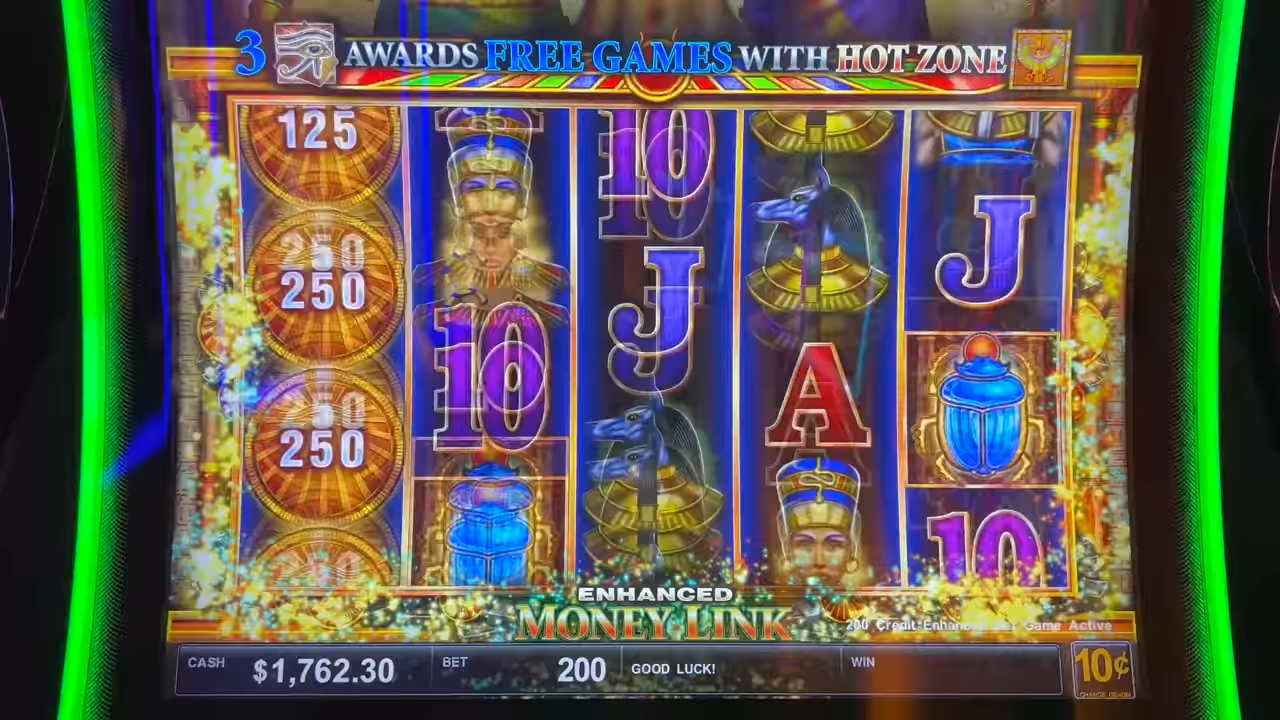 3 AWARDS FREE GAMES WITH HOT ZONE
125
10
J
250
250
10
J
A
250
10
ENHANCED
MONEY LINK
200 Credit Enhanced Game Active
CASH $1,762.30 BET 200 GOOD LUCK! WIN 10¢